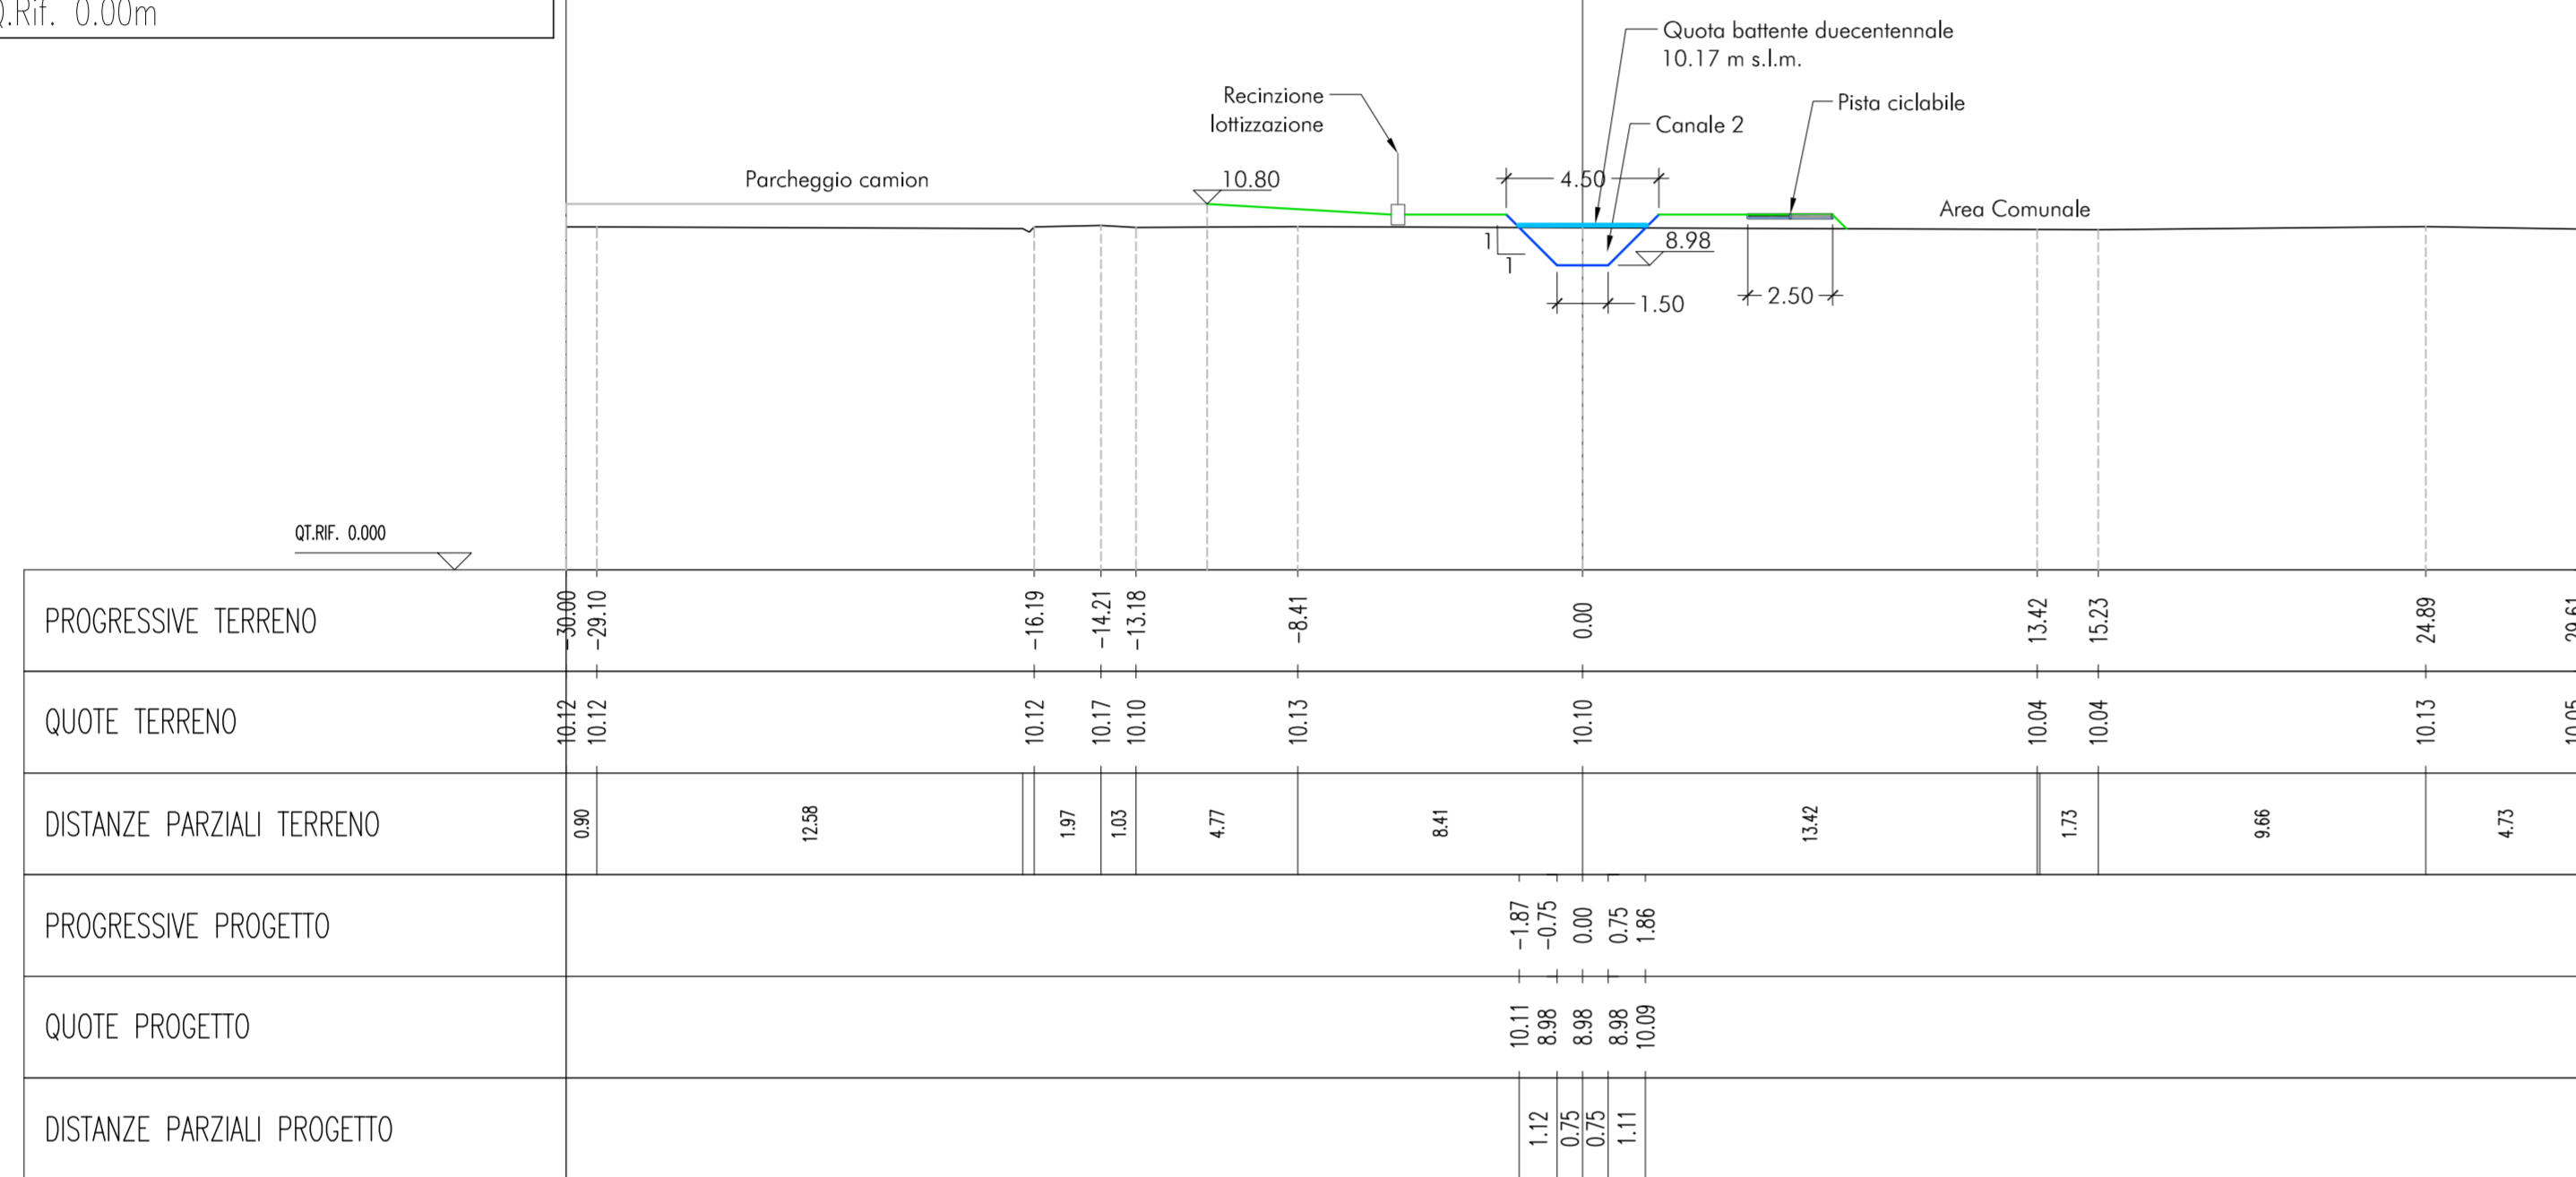 Q.Rif. 0.00m
Quota battente duecentennale
10.17 m s.l.m.
Recinzione
lottizzazione
Pista ciclabile
Canale 2
Parcheggio camion
10.80
4.50
Area Comunale
1
1
8.98
1.50
2.50
QT.RIF. 0.000
PROGRESSIVE TERRENO
-30.00 -29.10 -16.19 -14.21 -13.18 -8.41 0.00 13.42 15.23 24.89 29.61
QUOTE TERRENO
10.12 10.12 10.12 10.17 10.10 10.13 10.10 10.04 10.04 10.13 10.05
DISTANZE PARZIALI TERRENO
0.90 12.58 1.97 1.03 4.77 8.41 13.42 1.73 9.66 4.73
PROGRESSIVE PROGETTO
-1.87 -0.75 0.00 0.75 1.86
QUOTE PROGETTO
10.11 8.98 8.98 8.98 10.09
DISTANZE PARZIALI PROGETTO
1.12 0.75 0.75 1.11